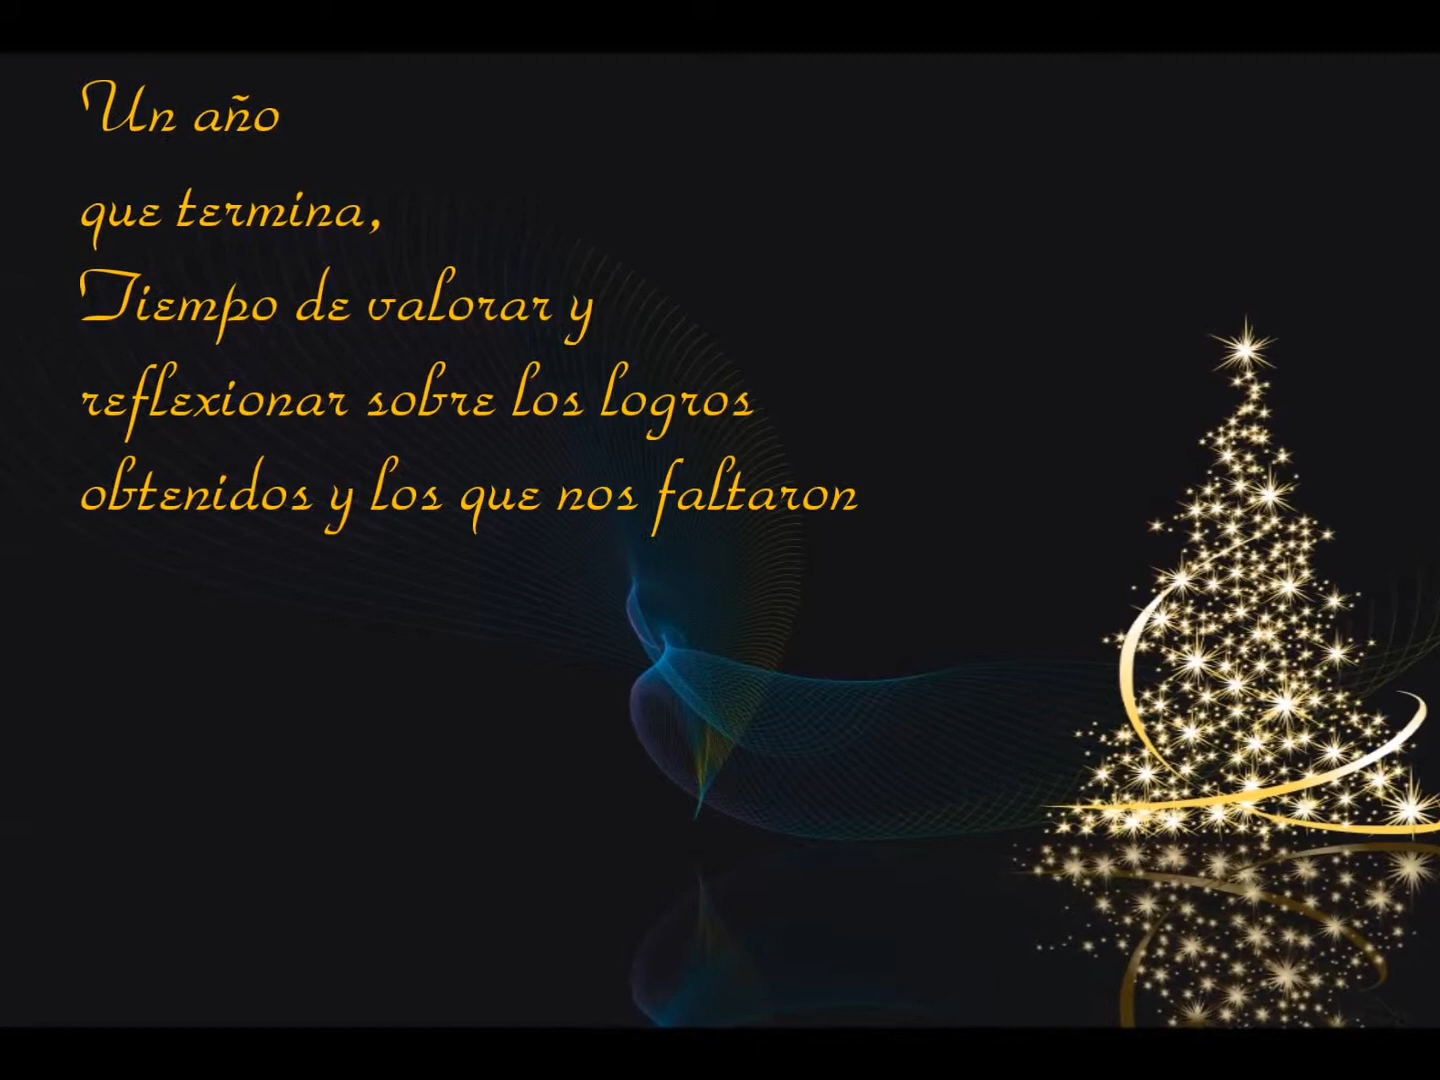 Un año
que termina,
Tiempo de valorar y
reflexionar sobre los logros
obtenidos y los que nos faltaron